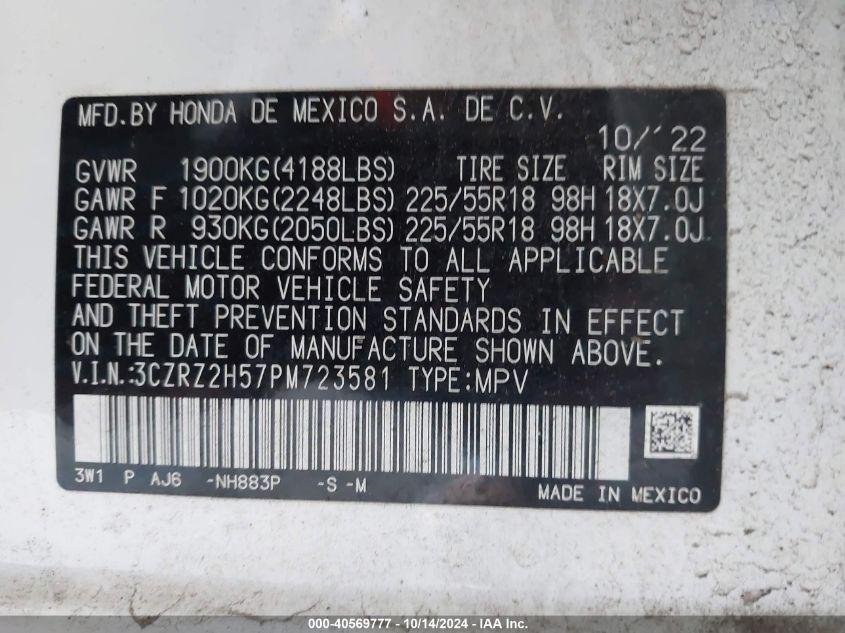 MFD.BY HONDA DE MEXICO S.A. DE C.V.
10/'22
GVWR 1900KG(4188LBS) TIRE SIZE RIM SIZE
GAWR F 1020KG(2248LBS) 225/55R18 98H 18X7.0J
GAWR R 930KG(2050LBS) 225/55R18 98H 18X7.0J
THIS VEHICLE CONFORMS TO ALL APPLICABLE
FEDERAL MOTOR VEHICLE SAFETY
AND THEFT PREVENTION STANDARDS IN EFFECT
ON THE DATE OF MANUFACTURE SHOWN ABOVE.
V.I.N.:3CZRZ2H57PM723581 TYPE:MPV
3W1 P AJ6 -NH883P -S -M
MADE IN MEXICO
000-40569777 - 10/14/2024 - IAA Inc.